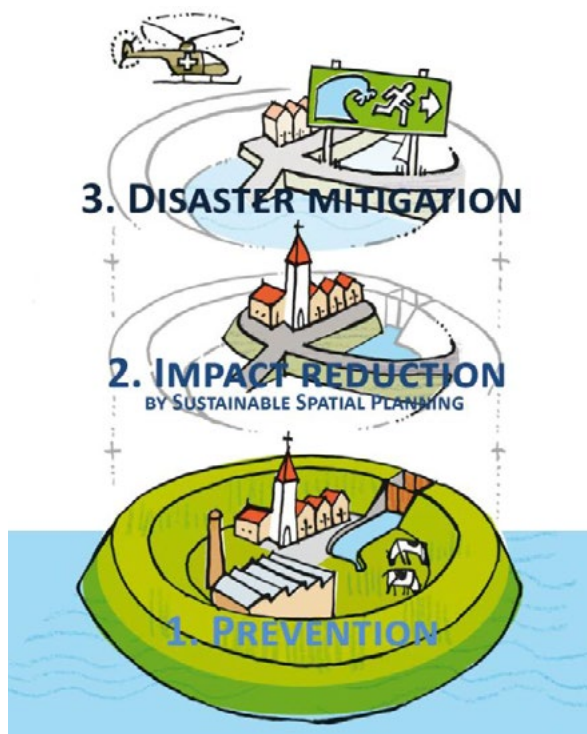 3. DISASTER MITIGATION
2. IMPACT REDUCTION
BY SUSTAINABLE SPATIAL PLANNING
1. PREVENTION